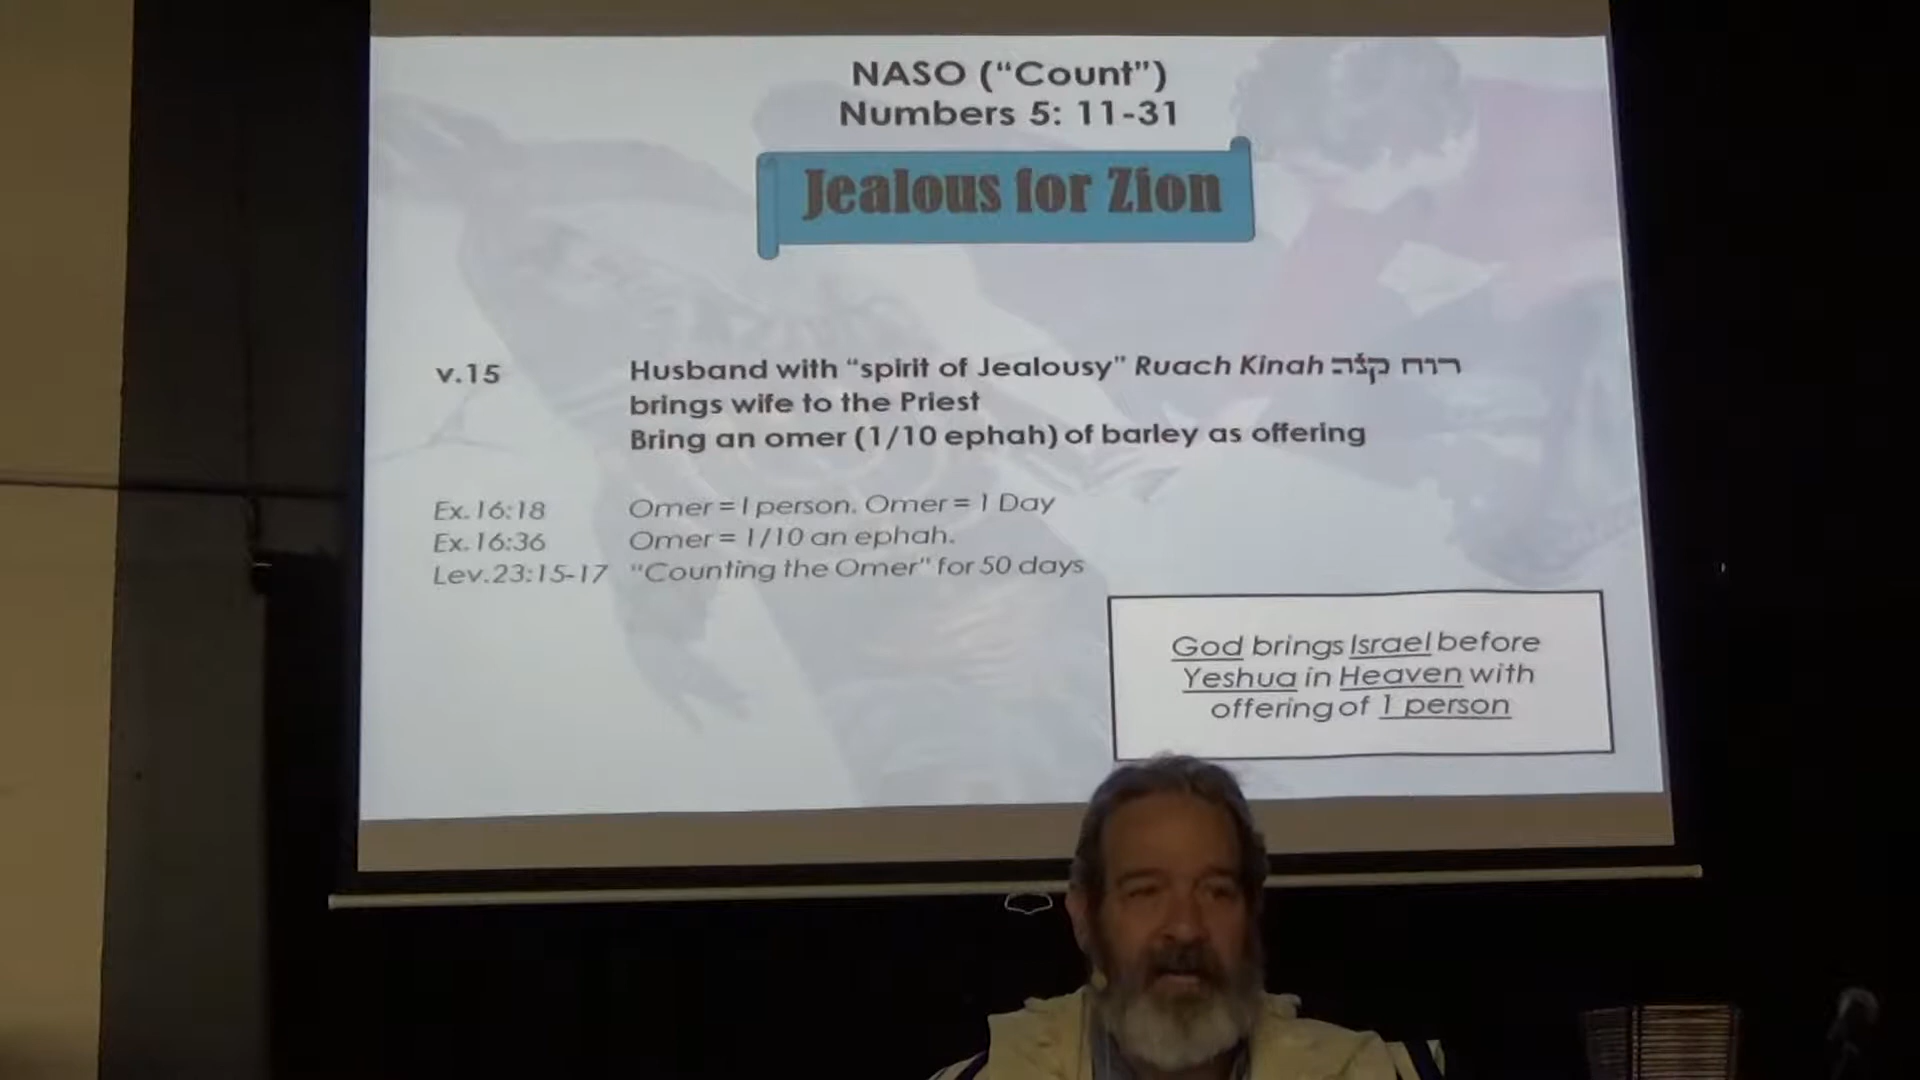 NASO (“Count”)
Numbers 5: 11-31
Jealous for Zion
v.15 Husband with “spirit of Jealousy” Ruach Kinah רוח קנאה
brings wife to the Priest
Bring an omer (1/10 ephah) of barley as offering
Ex.16:18 Omer = 1 person. Omer = 1 Day
Ex.16:36 Omer = 1/10 an ephah.
Lev.23:15-17 “Counting the Omer” for 50 days
God brings Israel before
Yeshua in Heaven with
offering of 1 person